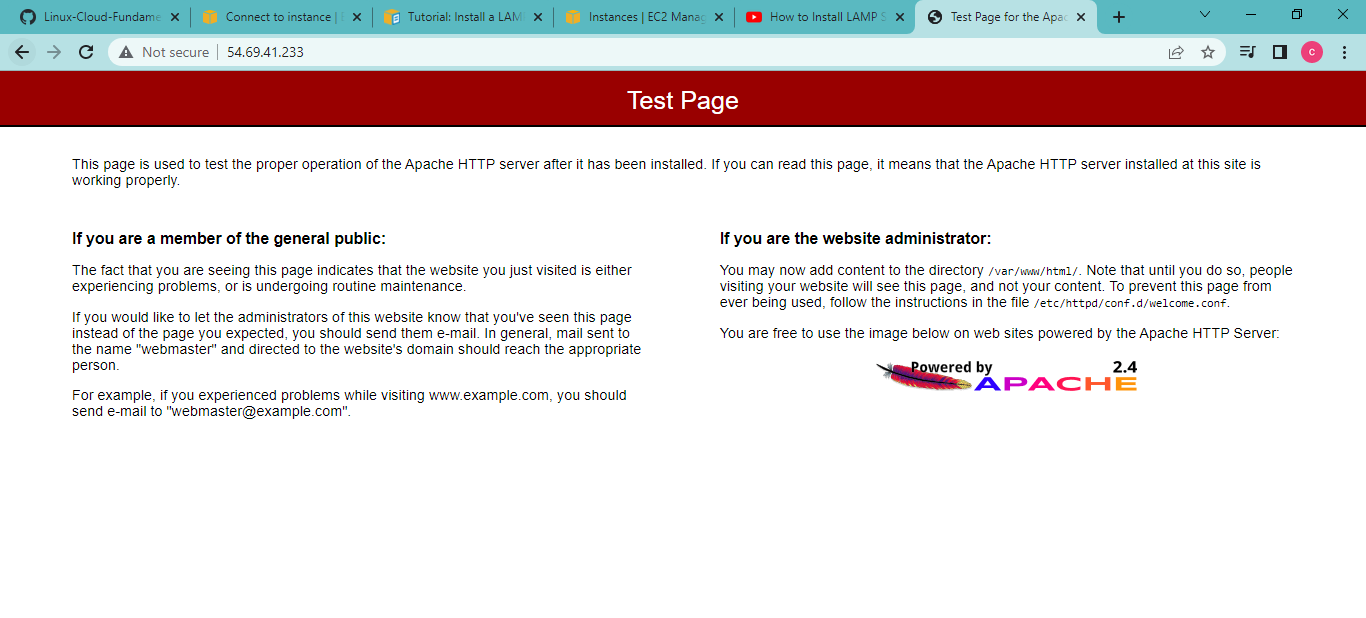 Linux-Cloud-Fundame
Connect to instance | E
Tutorial: Install a LAM
Instances | EC2 Manag
How to Install LAMP S
Test Page for the Apac
Not secure
54.69.41.233
c
Test Page
This page is used to test the proper operation of the Apache HTTP server after it has been installed. If you can read this page, it means that the Apache HTTP server installed at this site is
working properly.
If you are a member of the general public:
The fact that you are seeing this page indicates that the website you just visited is either
experiencing problems, or is undergoing routine maintenance.
If you would like to let the administrators of this website know that you've seen this page
instead of the page you expected, you should send them e-mail. In general, mail sent to
the name "webmaster" and directed to the website's domain should reach the appropriate
person.
For example, if you experienced problems while visiting www.example.com, you should
send e-mail to "webmaster@example.com".
If you are the website administrator:
You may now add content to the directory /var/www/html/. Note that until you do so, people
visiting your website will see this page, and not your content. To prevent this page from
ever being used, follow the instructions in the file /etc/httpd/conf.d/welcome.conf.
You are free to use the image below on web sites powered by the Apache HTTP Server:
Powered by 2.4
APACHE